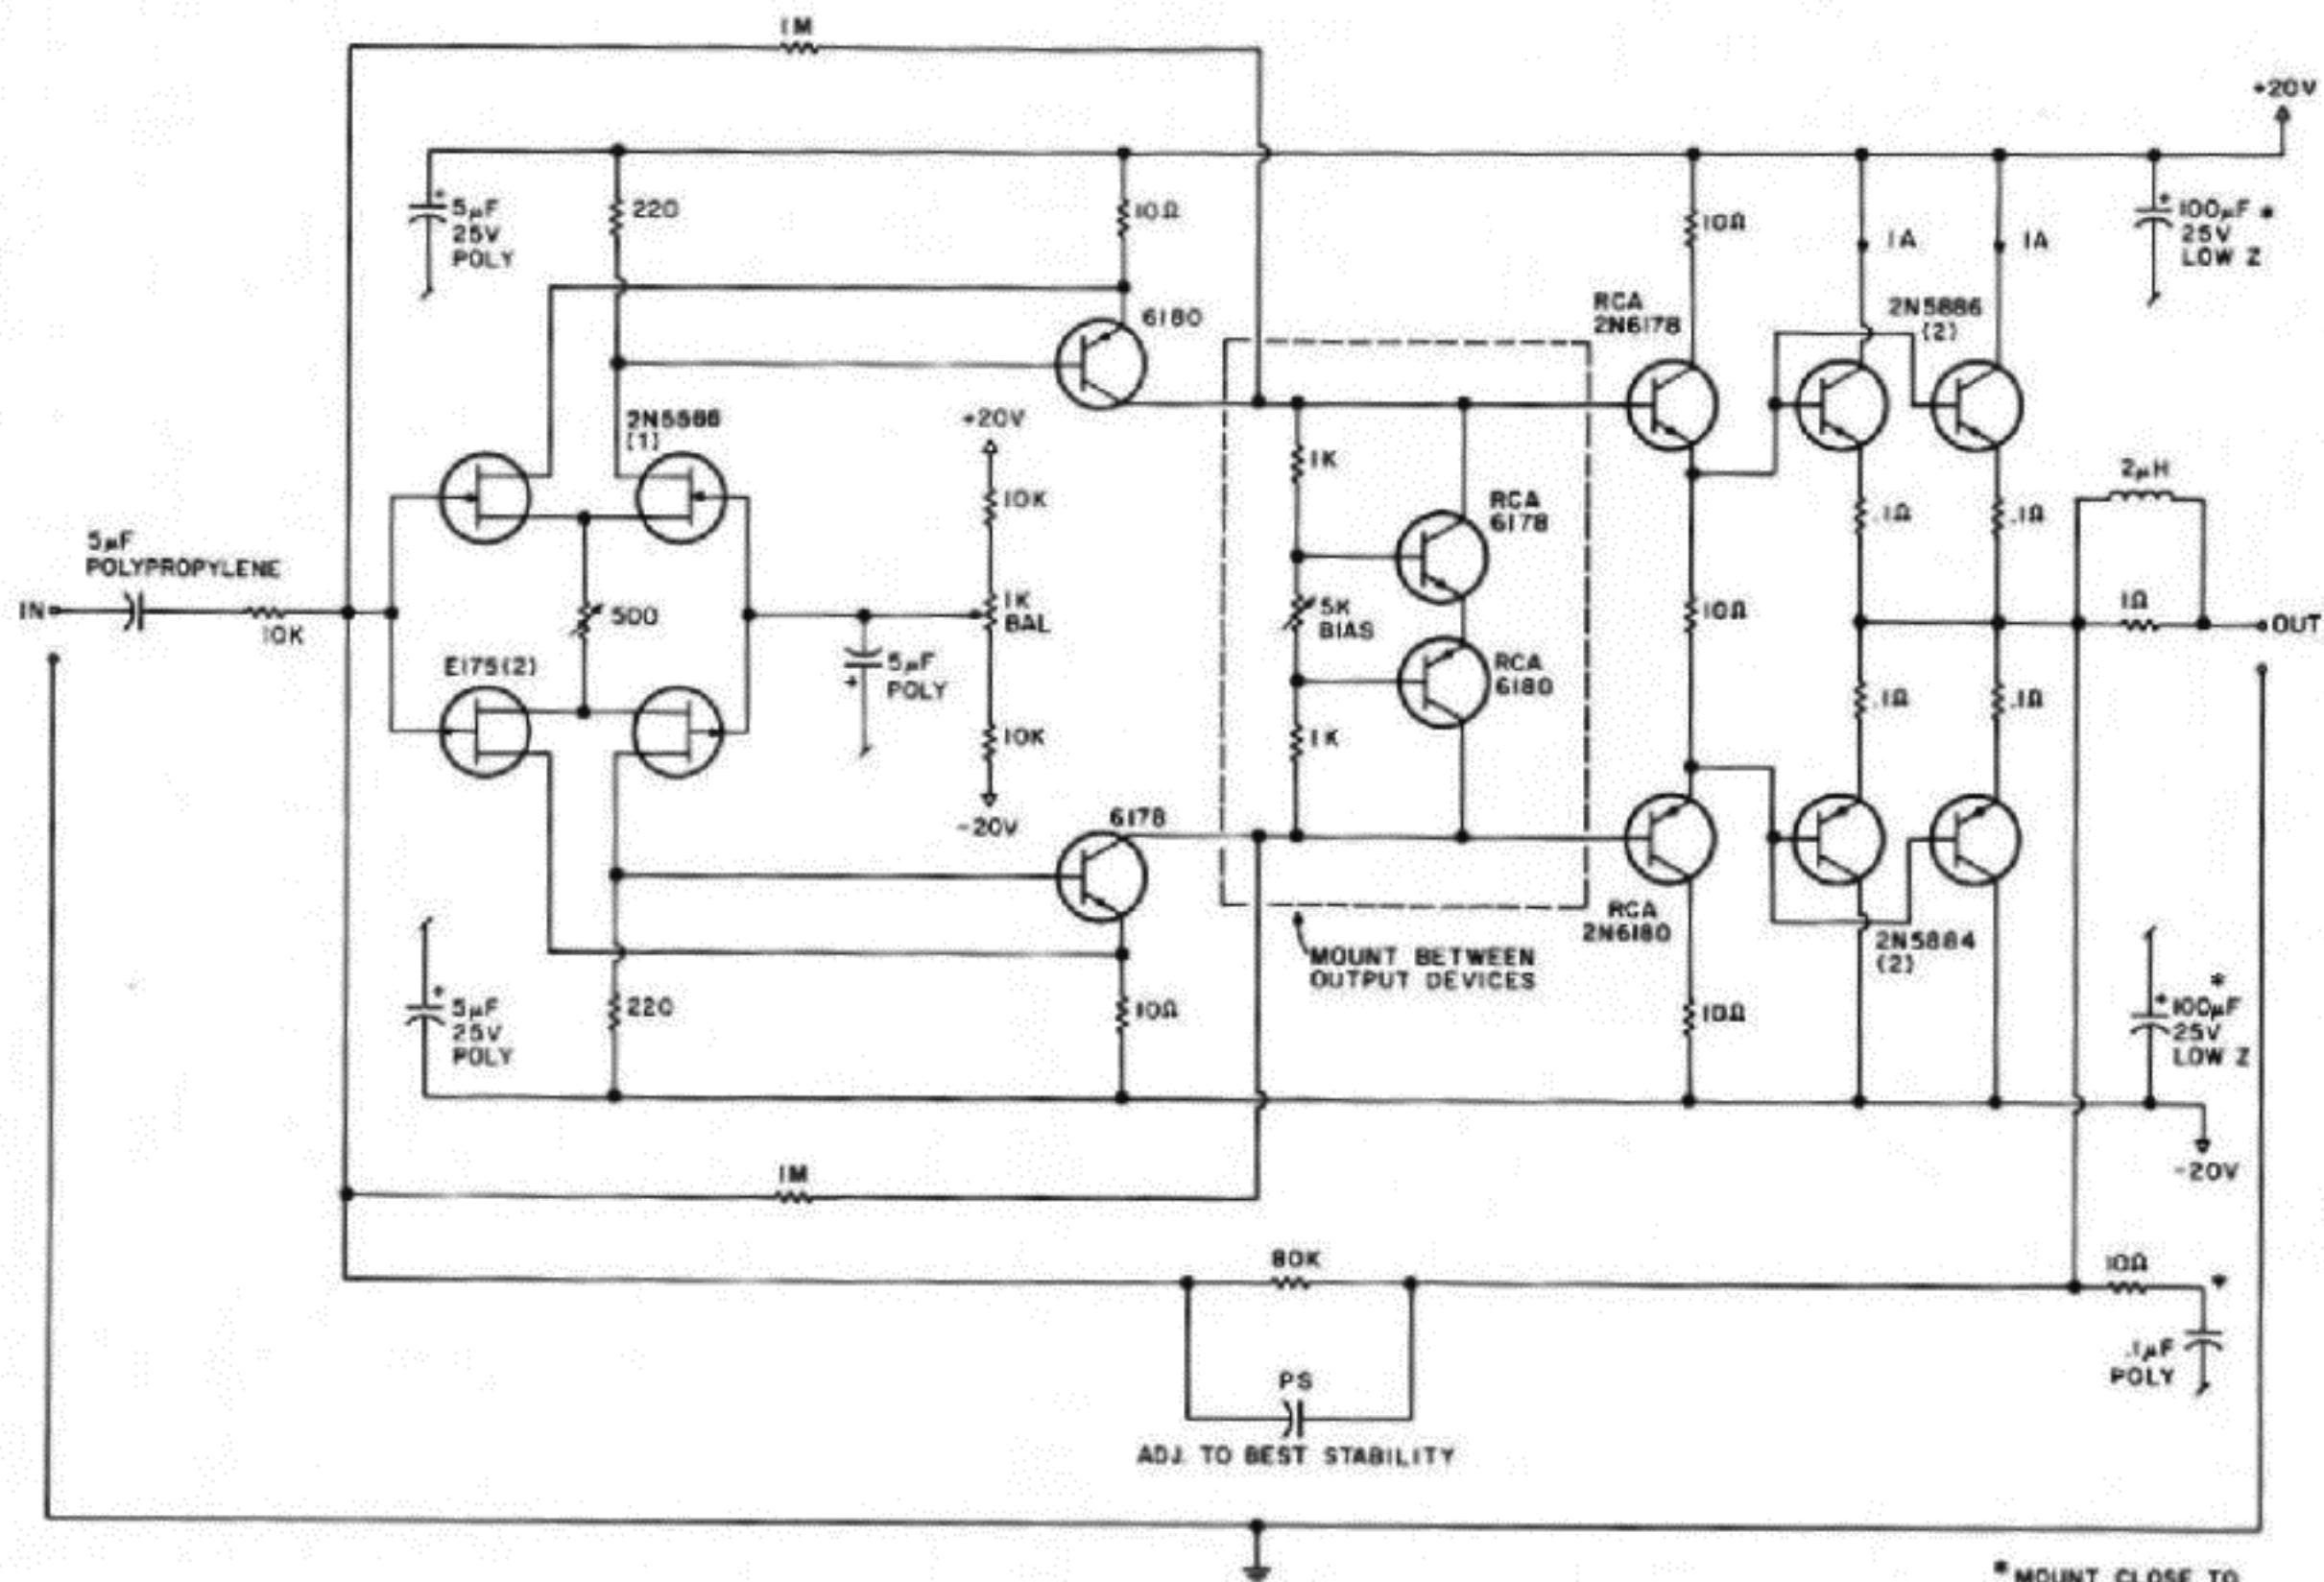 1M
+20V
5µF
25V
POLY
220
10Ω
10Ω
1A
1A
100µF *
25V
LOW Z
6180
RCA
2N6178
2N5886
(2)
(1)
+20V
10K
1K
RCA
6178
.1Ω
.1Ω
2µH
5µF
POLYPROPYLENE
IN
10K
500
1K
BAL
5K
BIAS
10Ω
1Ω
OUT
E175(2)
5µF
POLY
RCA
6180
10K
1K
.1Ω
.1Ω
-20V
6178
RCA
2N6180
2N5884
(2)
MOUNT BETWEEN
OUTPUT DEVICES
5µF
25V
POLY
220
10Ω
10Ω
*
100µF
25V
LOW Z
1M
-20V
80K
10Ω
*
.1µF
POLY
PS
ADJ. TO BEST STABILITY
* MOUNT CLOSE TO